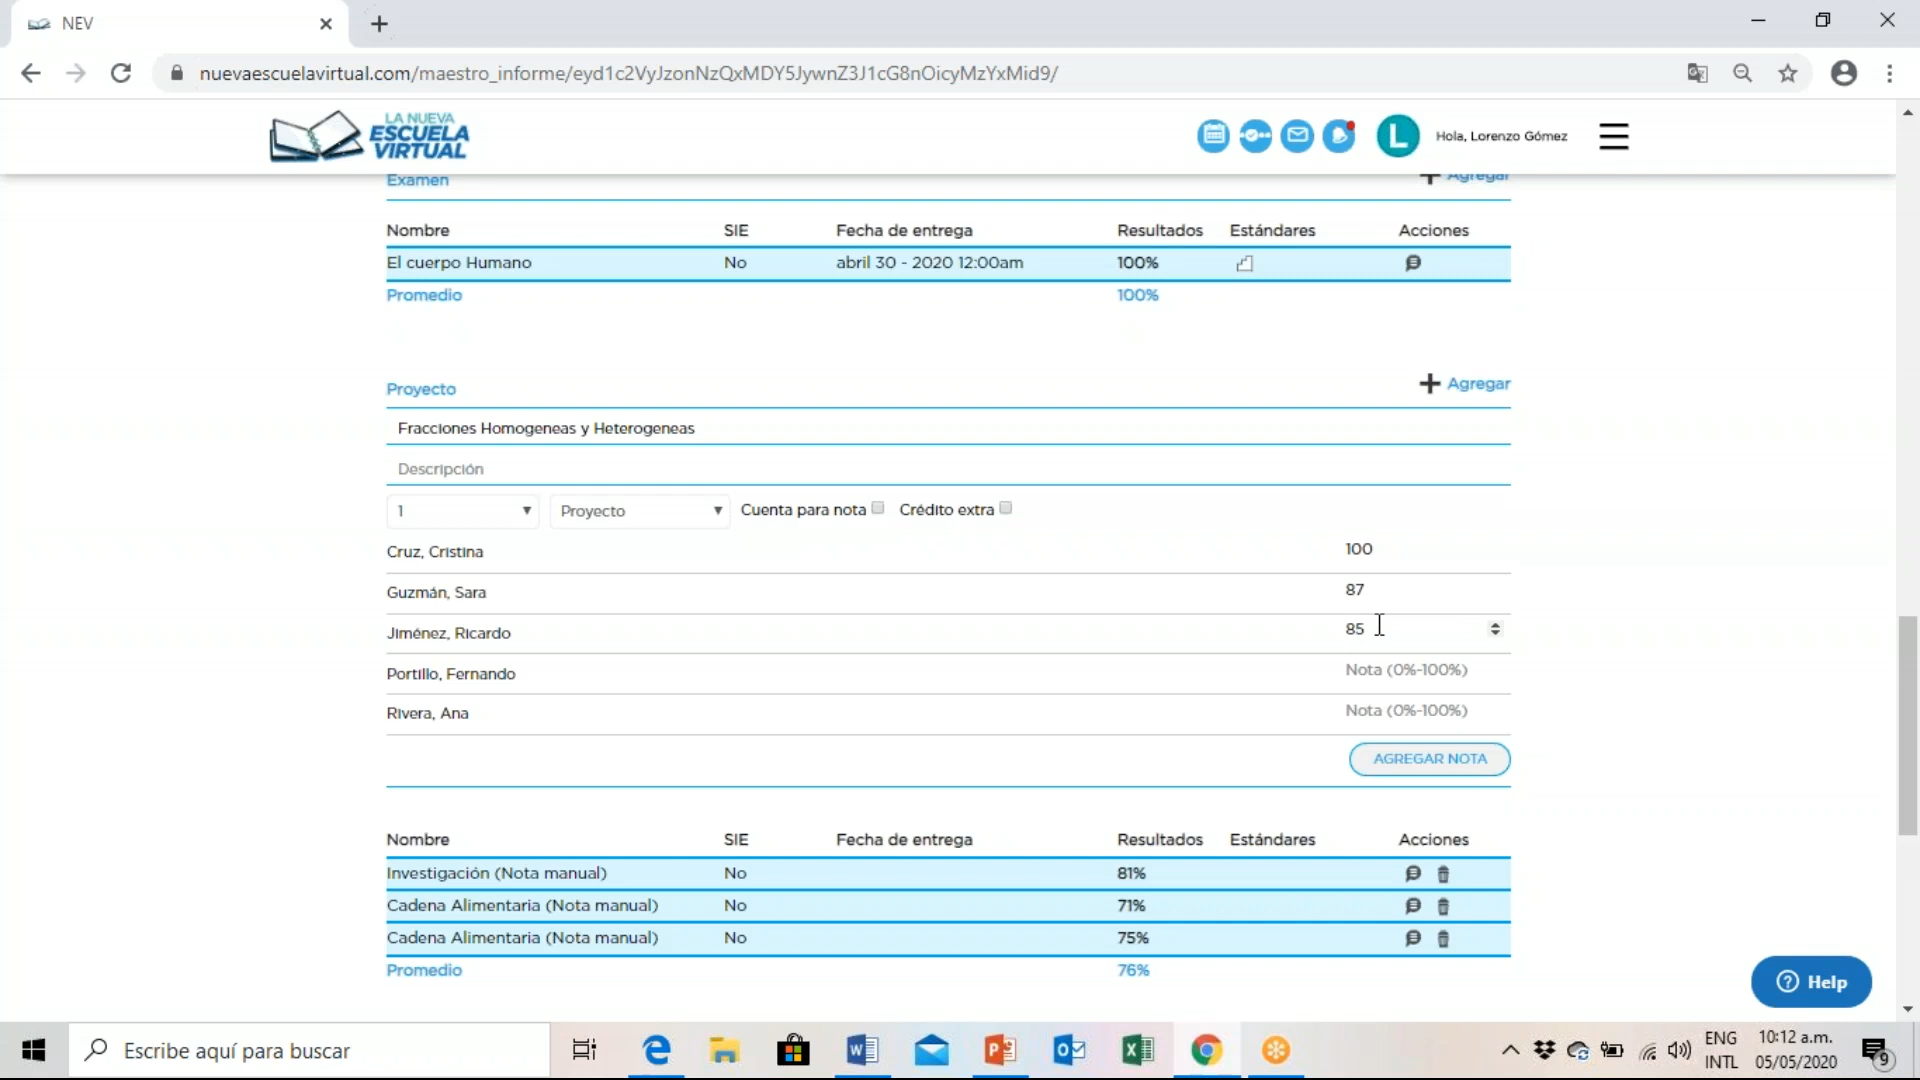 NEV
nuevaescuelavirtual.com/maestro_informe/eyd1c2VyJzonNzQxMDY5JywnZ3J1cG8nOicyMzYxMid9/
LA NUEVA
ESCUELA
VIRTUAL
L
Hola, Lorenzo Gómez
Examen Agregar
Nombre SIE Fecha de entrega Resultados Estándares Acciones
El cuerpo Humano No abril 30 - 2020 12:00am 100%
Promedio 100%
Proyecto Agregar
Fracciones Homogeneas y Heterogeneas
Descripción
1 Proyecto Cuenta para nota Crédito extra
Cruz, Cristina 100
Guzmán, Sara 87
Jiménez, Ricardo 85
Portillo, Fernando Nota (0%-100%)
Rivera, Ana Nota (0%-100%)
AGREGAR NOTA
Nombre SIE Fecha de entrega Resultados Estándares Acciones
Investigación (Nota manual) No 81%
Cadena Alimentaria (Nota manual) No 71%
Cadena Alimentaria (Nota manual) No 75%
Promedio 76%
Help
Escribe aquí para buscar
ENG
INTL
10:12 a.m.
05/05/2020
9